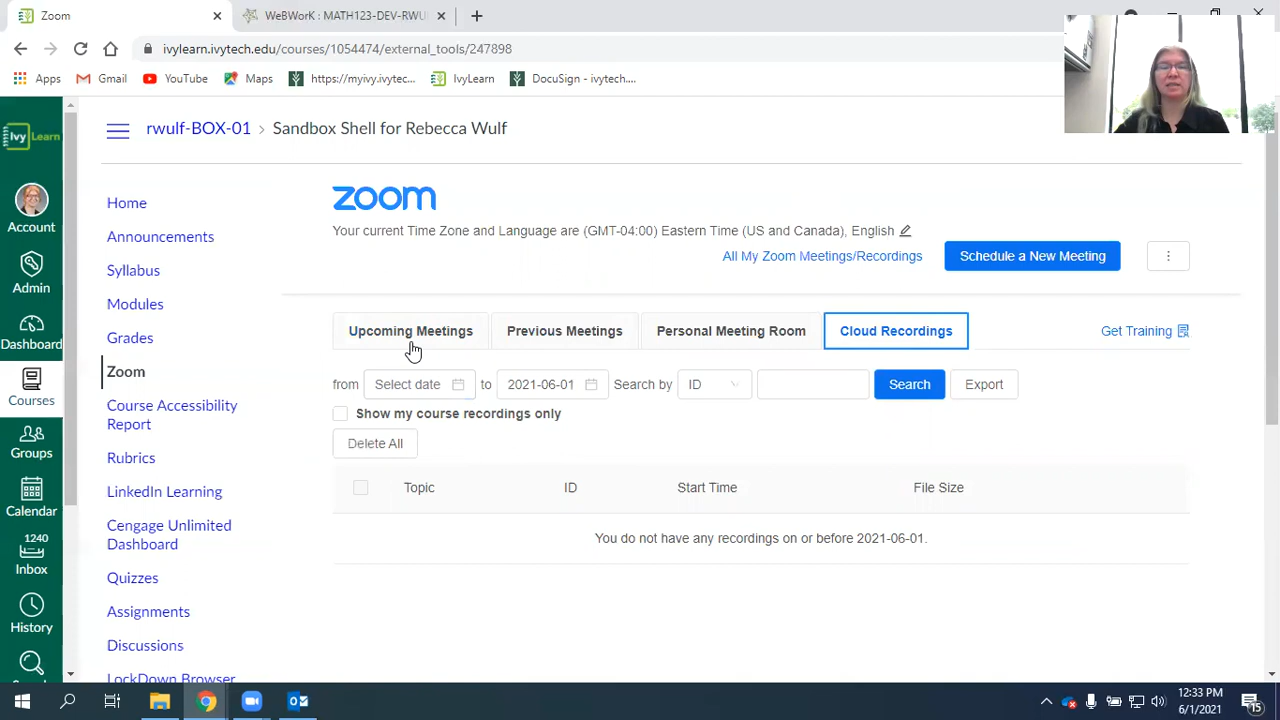 Zoom
WeBWorK : MATH123-DEV-RWU
ivylearn.ivytech.edu/courses/1054474/external_tools/247898
Apps
Gmail
YouTube
Maps
https://myivy.ivytec...
IvyLearn
DocuSign - ivytech....
Ivy Learn
rwulf-BOX-01 > Sandbox Shell for Rebecca Wulf
Account
Admin
Dashboard
Courses
Groups
Calendar
1240
Inbox
History
Home
Announcements
Syllabus
Modules
Grades
Zoom
Course Accessibility
Report
Rubrics
LinkedIn Learning
Cengage Unlimited
Dashboard
Quizzes
Assignments
Discussions
LockDown Browser
zoom
Your current Time Zone and Language are (GMT-04:00) Eastern Time (US and Canada), English
All My Zoom Meetings/Recordings
Schedule a New Meeting
Upcoming Meetings
Previous Meetings
Personal Meeting Room
Cloud Recordings
Get Training
from Select date to 2021-06-01 Search by ID
Search
Export
Show my course recordings only
Delete All
Topic ID Start Time File Size
You do not have any recordings on or before 2021-06-01.
12:33 PM
6/1/2021
15